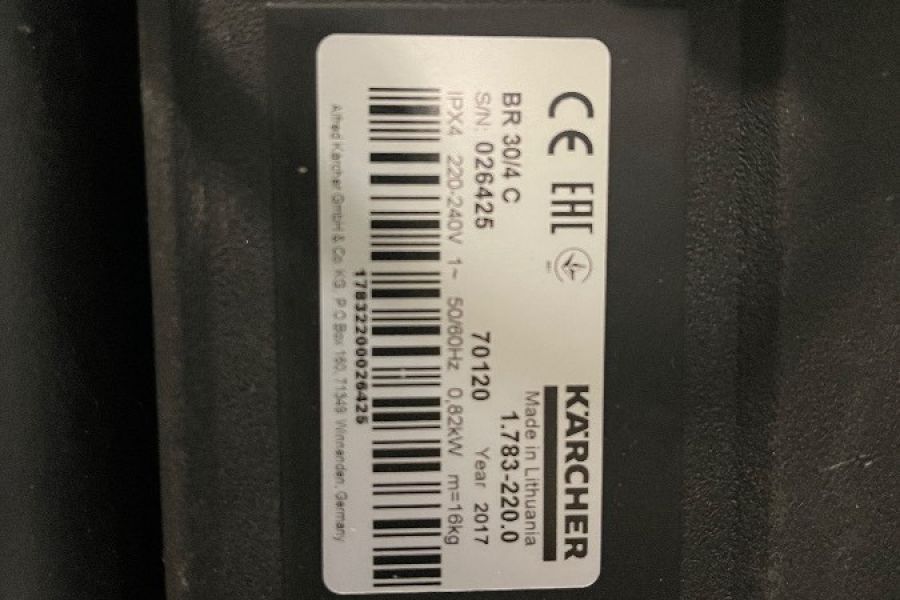 CE EAC KÄRCHER
Made in Lithuania
BR 30/4 C 1.783-220.0
S/N: 026425 70120 Year 2017
IPX4 220-240V 1~ 50/60Hz 0,82kW m=16kg
17832200026425
Alfred Kärcher GmbH & Co. KG, P.O.Box 160, 71349 Winnenden, Germany